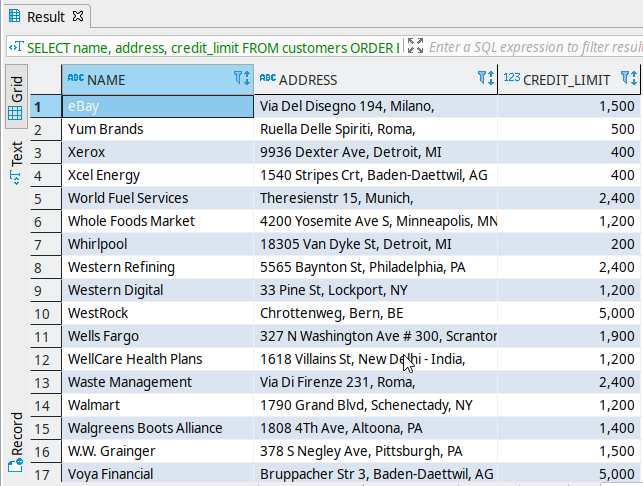 Result
SELECT name, address, credit_limit FROM customers ORDER Enter a SQL expression to filter result
Grid
Text
Record
ABC NAME ABC ADDRESS 123 CREDIT_LIMIT
1 eBay Via Del Disegno 194, Milano, 1,500
2 Yum Brands Ruella Delle Spiriti, Roma, 500
3 Xerox 9936 Dexter Ave, Detroit, MI 400
4 Xcel Energy 1540 Stripes Crt, Baden-Daettwil, AG 400
5 World Fuel Services Theresienstr 15, Munich, 2,400
6 Whole Foods Market 4200 Yosemite Ave S, Minneapolis, MN 1,200
7 Whirlpool 18305 Van Dyke St, Detroit, MI 200
8 Western Refining 5565 Baynton St, Philadelphia, PA 2,400
9 Western Digital 33 Pine St, Lockport, NY 1,200
10 WestRock Chrottenweg, Bern, BE 5,000
11 Wells Fargo 327 N Washington Ave # 300, Scranton 1,900
12 WellCare Health Plans 1618 Villains St, New Delhi - India, 1,200
13 Waste Management Via Di Firenze 231, Roma, 2,400
14 Walmart 1790 Grand Blvd, Schenectady, NY 1,200
15 Walgreens Boots Alliance 1808 4Th Ave, Altoona, PA 1,400
16 W.W. Grainger 378 S Negley Ave, Pittsburgh, PA 1,500
17 Voya Financial Bruppacher Str 3, Baden-Daettwil, AG 5,000